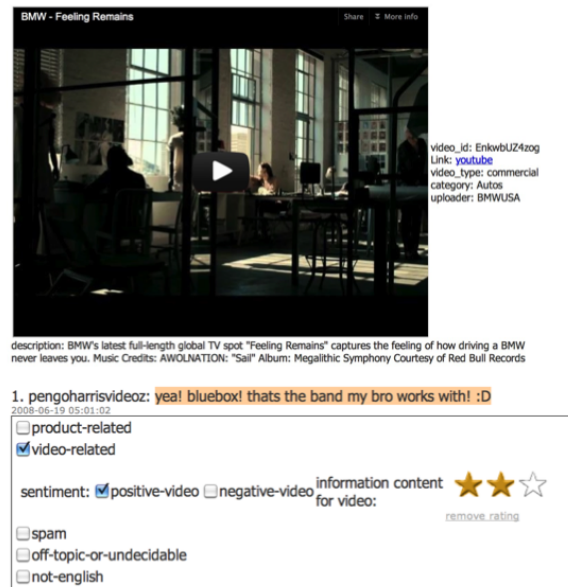 BMW - Feeling Remains
Share
More info
video_id: EnkwbUZ4zog
Link: youtube
video_type: commercial
category: Autos
uploader: BMWUSA
description: BMW's latest full-length global TV spot "Feeling Remains" captures the feeling of how driving a BMW
never leaves you. Music Credits: AWOLNATION: "Sail" Album: Megalithic Symphony Courtesy of Red Bull Records
1. pengoharrisvideoz: yea! bluebox! thats the band my bro works with! :D
2008-06-19 05:01:02
product-related
video-related
sentiment: positive-video negative-video information content
for video:
remove rating
spam
off-topic-or-undecidable
not-english